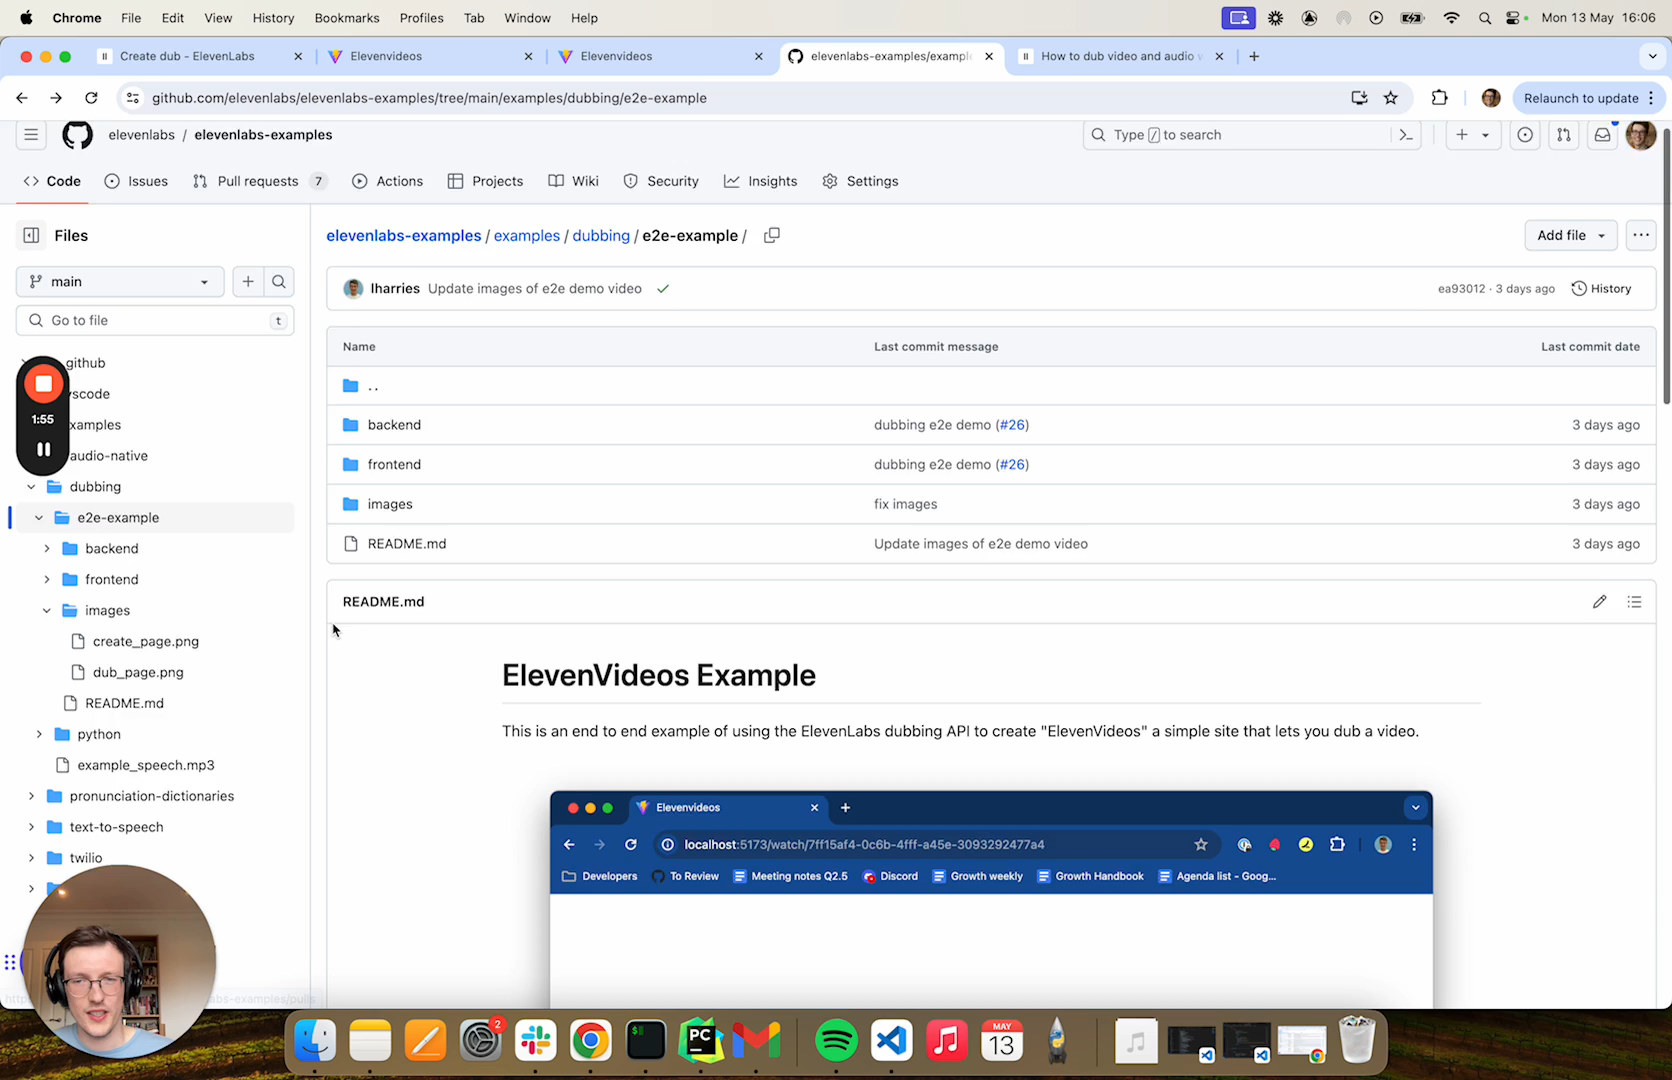 Chrome File Edit View History Bookmarks Profiles Tab Window Help Mon 13 May 16:06
Create dub - ElevenLabs
Elevenvideos
Elevenvideos
elevenlabs-examples/example
How to dub video and audio v
github.com/elevenlabs/elevenlabs-examples/tree/main/examples/dubbing/e2e-example
Relaunch to update
elevenlabs / elevenlabs-examples
Type / to search
Code
Issues
Pull requests 7
Actions
Projects
Wiki
Security
Insights
Settings
Files
elevenlabs-examples / examples / dubbing / e2e-example /
Add file
main
lharries Update images of e2e demo video
ea93012 · 3 days ago
History
Go to file
t
Name Last commit message Last commit date
github
..
vscode
1:55
xamples
backend dubbing e2e demo (#26) 3 days ago
audio-native
frontend dubbing e2e demo (#26) 3 days ago
dubbing
images fix images 3 days ago
e2e-example
README.md Update images of e2e demo video 3 days ago
backend
frontend
README.md
images
create_page.png
dub_page.png
ElevenVideos Example
README.md
This is an end to end example of using the ElevenLabs dubbing API to create "ElevenVideos" a simple site that lets you dub a video.
python
example_speech.mp3
pronunciation-dictionaries
Elevenvideos
text-to-speech
localhost:5173/watch/7ff15af4-0c6b-4fff-a45e-3093292477a4
twilio
Developers
To Review
Meeting notes Q2.5
Discord
Growth weekly
Growth Handbook
Agenda list - Goog...
abs-examples/pulls
2
$
PC
MAY
13